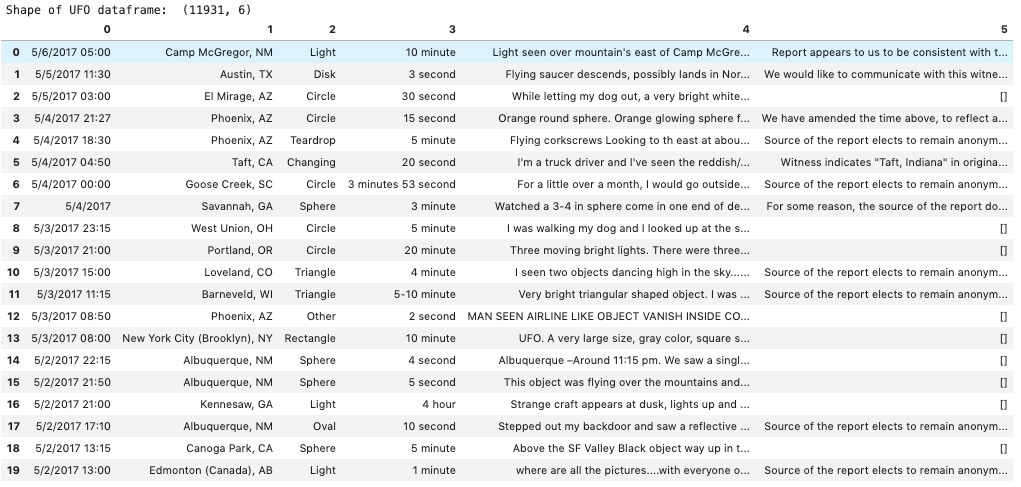 Shape of UFO dataframe:  (11931, 6)
0 1 2 3 4 5
0 5/6/2017 05:00 Camp McGregor, NM Light 10 minute Light seen over mountain's east of Camp McGre... Report appears to us to be consistent with t...
1 5/5/2017 11:30 Austin, TX Disk 3 second Flying saucer descends, possibly lands in Nor... We would like to communicate with this witne...
2 5/5/2017 03:00 El Mirage, AZ Circle 30 second While letting my dog out, a very bright white... []
3 5/4/2017 21:27 Phoenix, AZ Circle 15 second Orange round sphere. Orange glowing sphere f... We have amended the time above, to reflect a...
4 5/4/2017 18:30 Phoenix, AZ Teardrop 5 minute Flying corkscrews Looking to th east at abou... Source of the report elects to remain anonym...
5 5/4/2017 04:50 Taft, CA Changing 20 second I'm a truck driver and I've seen the reddish/... Witness indicates "Taft, Indiana" in origina...
6 5/4/2017 00:00 Goose Creek, SC Circle 3 minutes 53 second For a little over a month, I would go outside... Source of the report elects to remain anonym...
7 5/4/2017 Savannah, GA Sphere 3 minute Watched a 3-4 in sphere come in one end of de... For some reason, the source of the report do...
8 5/3/2017 23:15 West Union, OH Circle 5 minute I was walking my dog and I looked up at the s... []
9 5/3/2017 21:00 Portland, OR Circle 20 minute Three moving bright lights. There were three... []
10 5/3/2017 15:00 Loveland, CO Triangle 4 minute I seen two objects dancing high in the sky...... Source of the report elects to remain anonym...
11 5/3/2017 11:15 Barneveld, WI Triangle 5-10 minute Very bright triangular shaped object. I was ... Source of the report elects to remain anonym...
12 5/3/2017 08:50 Phoenix, AZ Other 2 second MAN SEEN AIRLINE LIKE OBJECT VANISH INSIDE CO... []
13 5/3/2017 08:00 New York City (Brooklyn), NY Rectangle 10 minute UFO. A very large size, gray color, square s... []
14 5/2/2017 22:15 Albuquerque, NM Sphere 4 second Albuquerque –Around 11:15 pm. We saw a singl... []
15 5/2/2017 21:50 Albuquerque, NM Sphere 5 second This object was flying over the mountains and... []
16 5/2/2017 21:00 Kennesaw, GA Light 4 hour Strange craft appears at dusk, lights up and ... []
17 5/2/2017 17:10 Albuquerque, NM Oval 10 second Stepped out my backdoor and saw a reflective ... Source of the report elects to remain anonym...
18 5/2/2017 13:15 Canoga Park, CA Sphere 5 minute Above the SF Valley Black object way up in t... []
19 5/2/2017 13:00 Edmonton (Canada), AB Light 1 minute where are all the pictures....with everyone o... Source of the report elects to remain anonym...